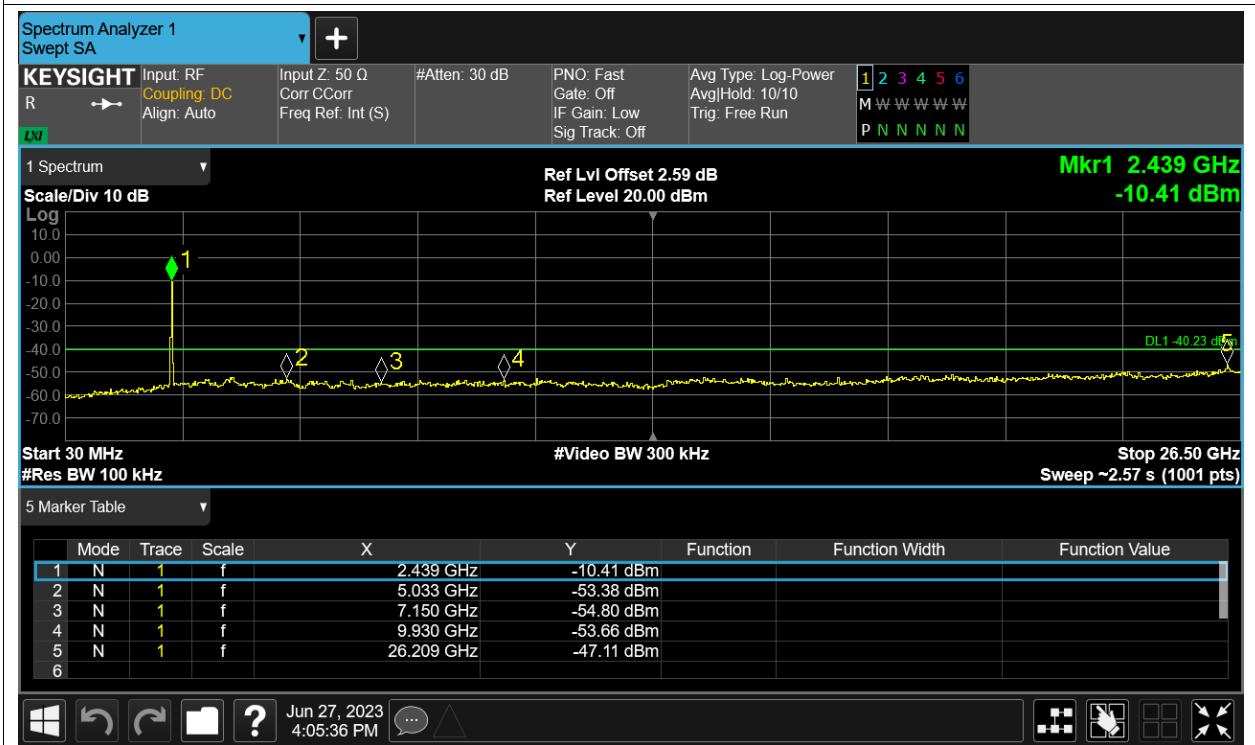 Spectrum Analyzer 1
Swept SA
KEYSIGHT
R
LXI
Input: RF
Coupling: DC
Align: Auto
Input Z: 50 Ω
Corr CCorr
Freq Ref: Int (S)
#Atten: 30 dB
PNO: Fast
Gate: Off
IF Gain: Low
Sig Track: Off
Avg Type: Log-Power
Avg|Hold: 10/10
Trig: Free Run
1 2 3 4 5 6
M W W W W W
P N N N N N
1 Spectrum
Scale/Div 10 dB
Ref Lvl Offset 2.59 dB
Ref Level 20.00 dBm
Mkr1 2.439 GHz
-10.41 dBm
Log
10.0
0.00
-10.0
-20.0
-30.0
-40.0
-50.0
-60.0
-70.0
1
2
3
4
5
DL1 -40.23 dBm
Start 30 MHz
#Res BW 100 kHz
#Video BW 300 kHz
Stop 26.50 GHz
Sweep ~2.57 s (1001 pts)
5 Marker Table
Mode Trace Scale X Y Function Function Width Function Value
1 N 1 f 2.439 GHz -10.41 dBm
2 N 1 f 5.033 GHz -53.38 dBm
3 N 1 f 7.150 GHz -54.80 dBm
4 N 1 f 9.930 GHz -53.66 dBm
5 N 1 f 26.209 GHz -47.11 dBm
6
?
Jun 27, 2023
4:05:36 PM